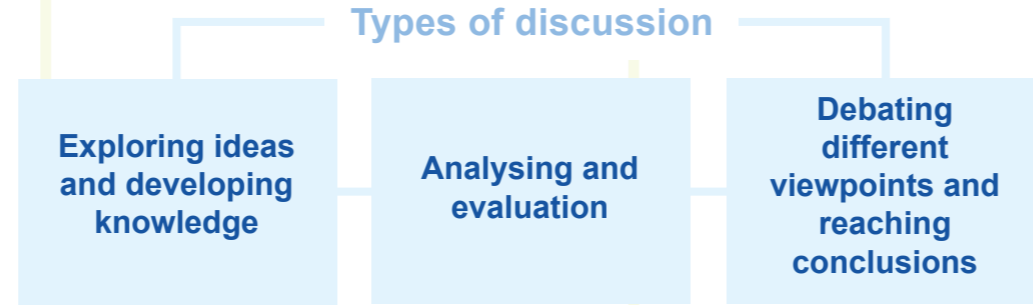 Types of discussion
Exploring ideas
and developing
knowledge
Analysing and
evaluation
Debating
different
viewpoints and
reaching
conclusions